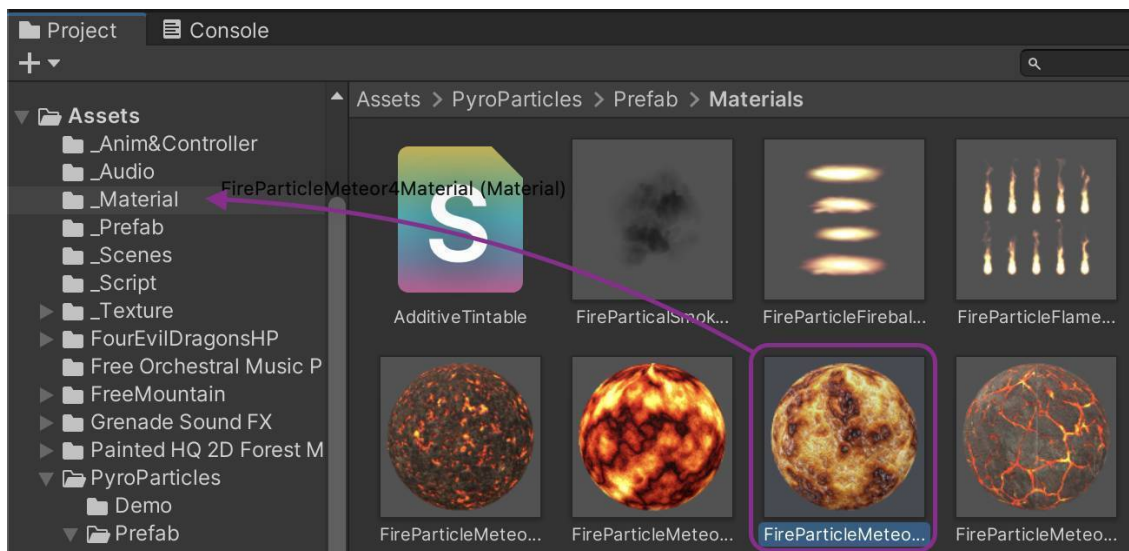 Project
Console
Assets > PyroParticles > Prefab > Materials
Assets
_Anim&Controller
_Audio
_Material
_Prefab
_Scenes
_Script
_Texture
FourEvilDragonsHP
Free Orchestral Music P
FreeMountain
Grenade Sound FX
Painted HQ 2D Forest M
PyroParticles
Demo
Prefab
FireParticleMeteor4Material (Material)
S
AdditiveTintable
FireParticalSmok...
FireParticleFirebal...
FireParticleFlame...
FireParticleMeteo...
FireParticleMeteo...
FireParticleMeteo...
FireParticleMeteo...